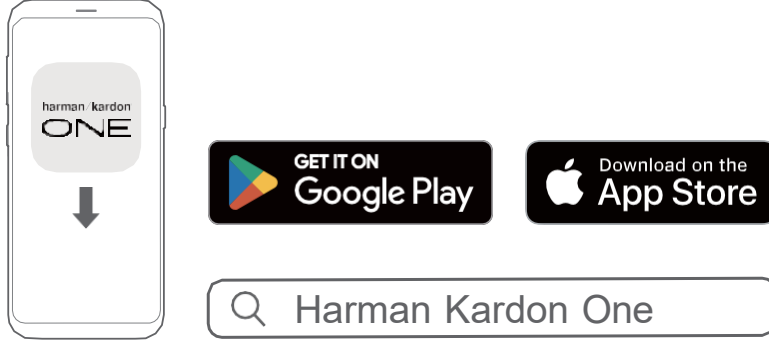 harman/kardon
ONE
GET IT ON
Google Play
Download on the
App Store
Harman Kardon One